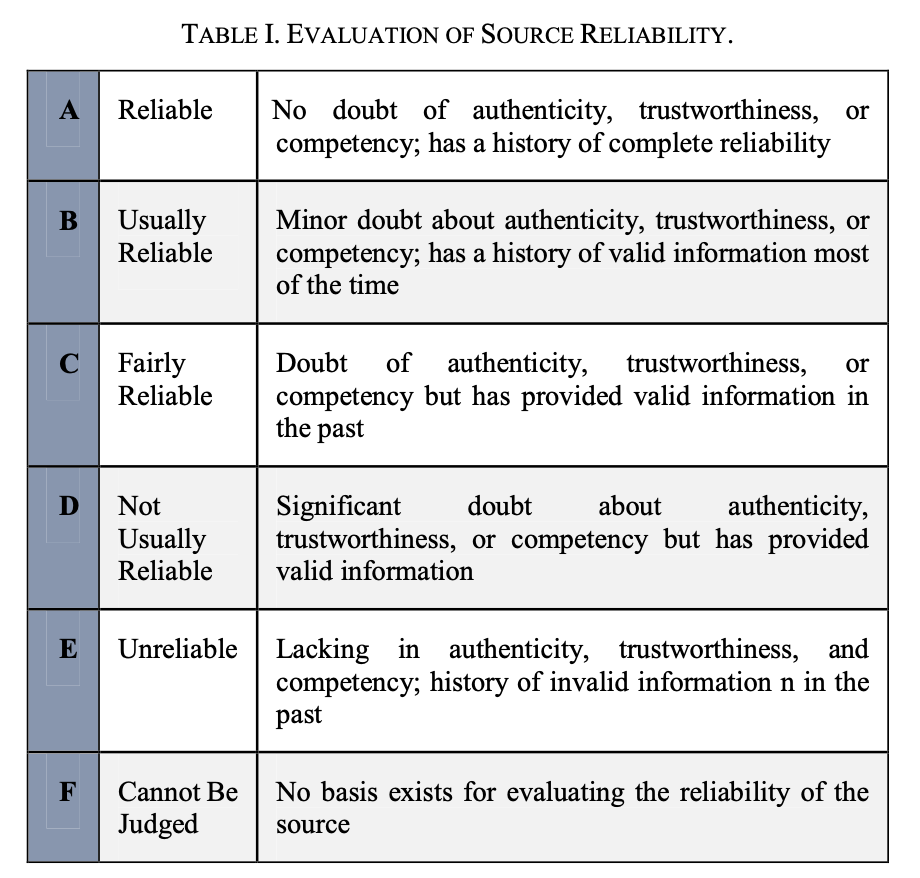 TABLE I. EVALUATION OF SOURCE RELIABILITY.
A Reliable No doubt of authenticity, trustworthiness, or
competency; has a history of complete reliability
B Usually Minor doubt about authenticity, trustworthiness, or
Reliable competency; has a history of valid information most
of the time
C Fairly Doubt of authenticity, trustworthiness, or
Reliable competency but has provided valid information in
the past
D Not Significant doubt about authenticity,
Usually trustworthiness, or competency but has provided
Reliable valid information
E Unreliable Lacking in authenticity, trustworthiness, and
competency; history of invalid information n in the
past
F Cannot Be No basis exists for evaluating the reliability of the
Judged source